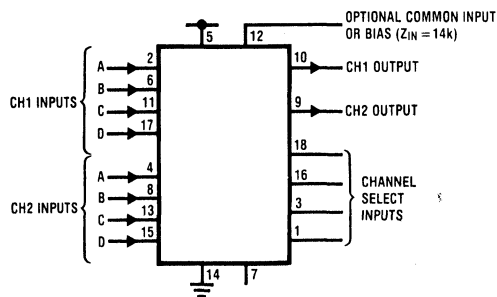 OPTIONAL COMMON INPUT
OR BIAS (ZIN = 14k)
5
12
CH1 INPUTS
A
2
B
6
C
11
D
17
10
CH1 OUTPUT
9
CH2 OUTPUT
CH2 INPUTS
A
4
B
8
C
13
D
15
18
16
3
1
CHANNEL
SELECT
INPUTS
14
7